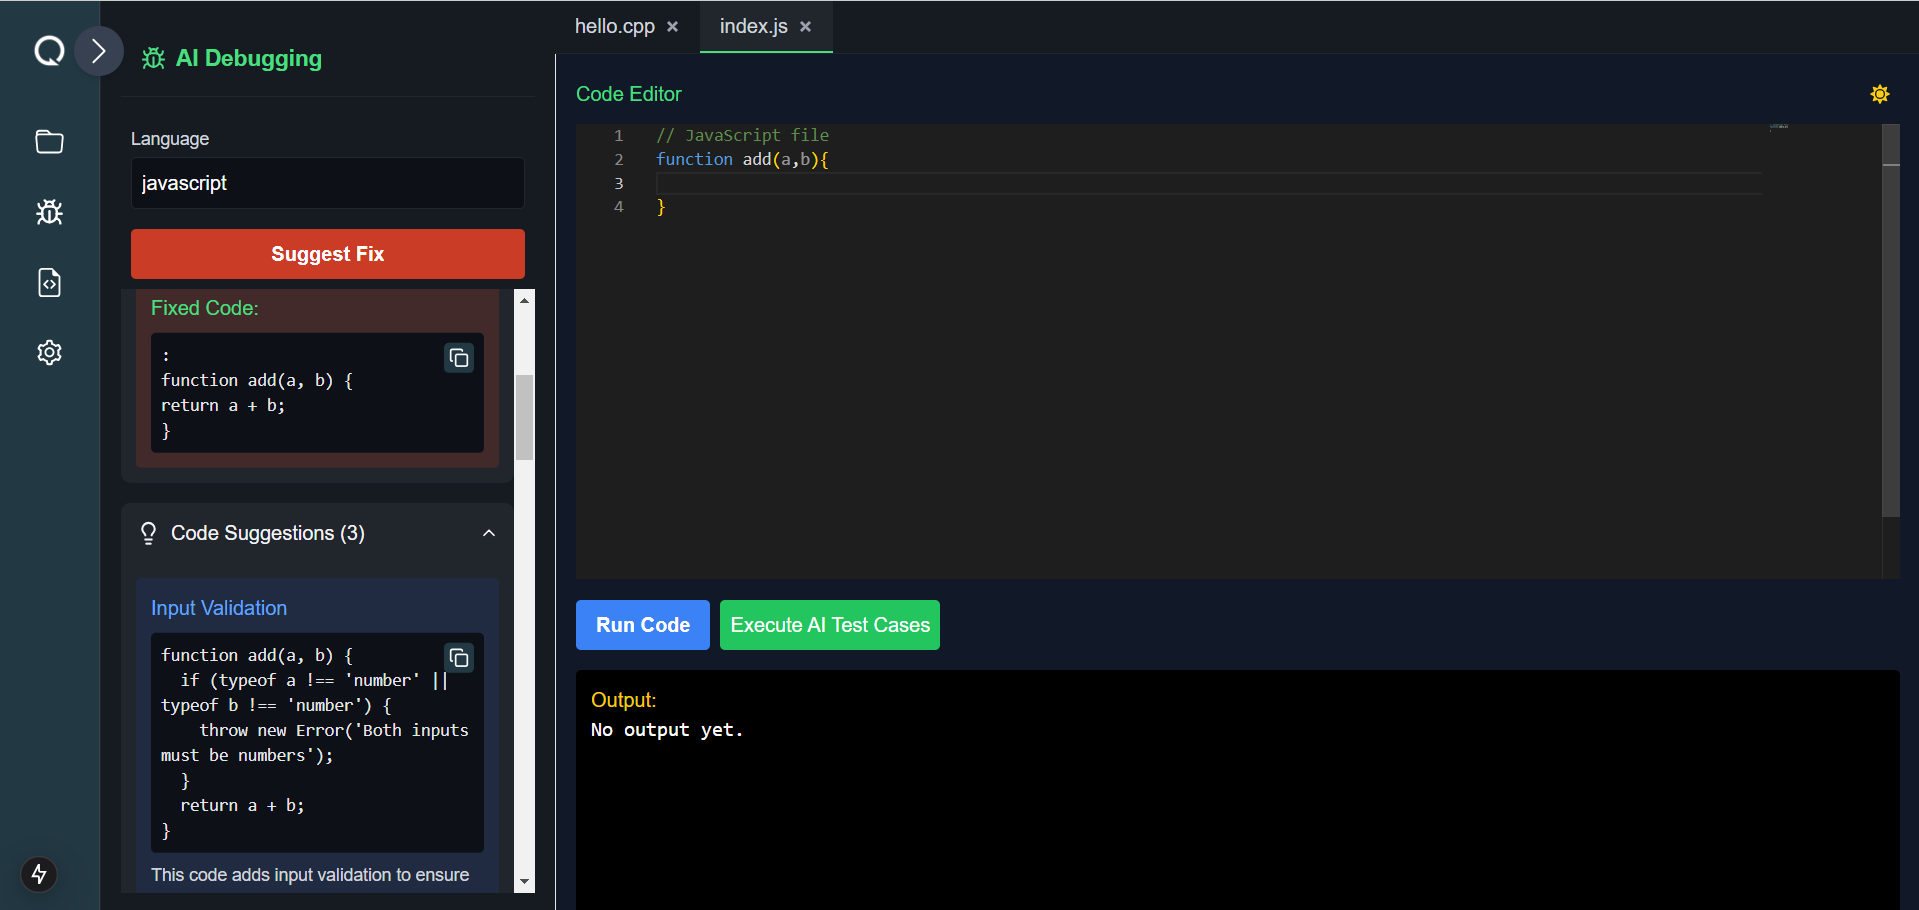 AI Debugging
Language
javascript
Suggest Fix
Fixed Code:
:
function add(a, b) {
return a + b;
}
Code Suggestions (3)
Input Validation
function add(a, b) {
  if (typeof a !== 'number' ||
typeof b !== 'number') {
    throw new Error('Both inputs
must be numbers');
  }
  return a + b;
}
This code adds input validation to ensure
hello.cpp ×
index.js ×
Code Editor
1 // JavaScript file
2 function add(a,b){
3
4 }
Run Code
Execute AI Test Cases
Output:
No output yet.